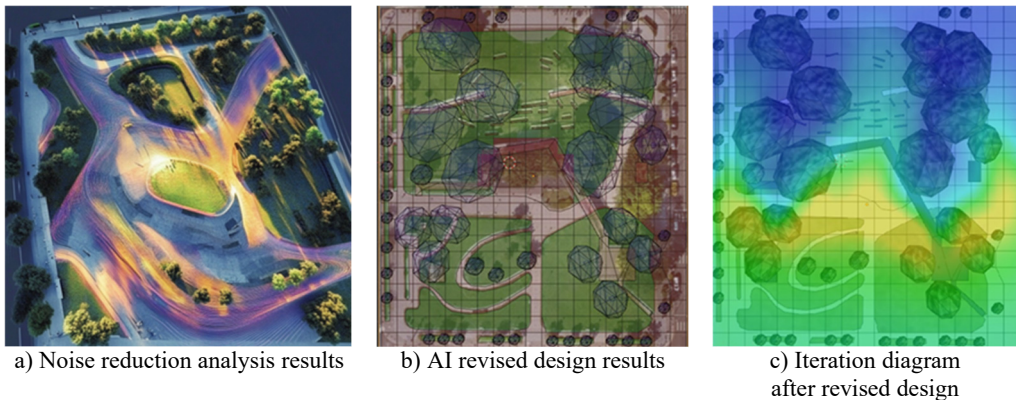 a) Noise reduction analysis results
b) AI revised design results
c) Iteration diagram
after revised design